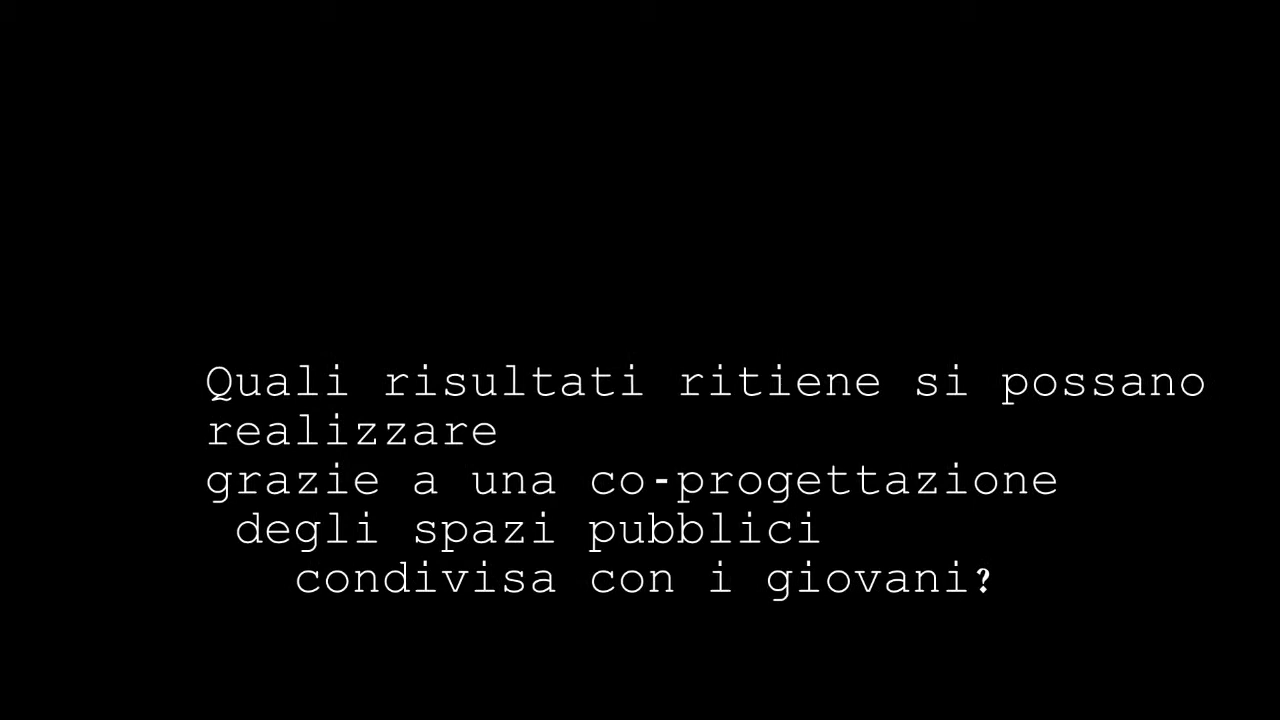 Quali risultati ritiene si possano
realizzare
grazie a una co-progettazione
degli spazi pubblici
condivisa con i giovani?